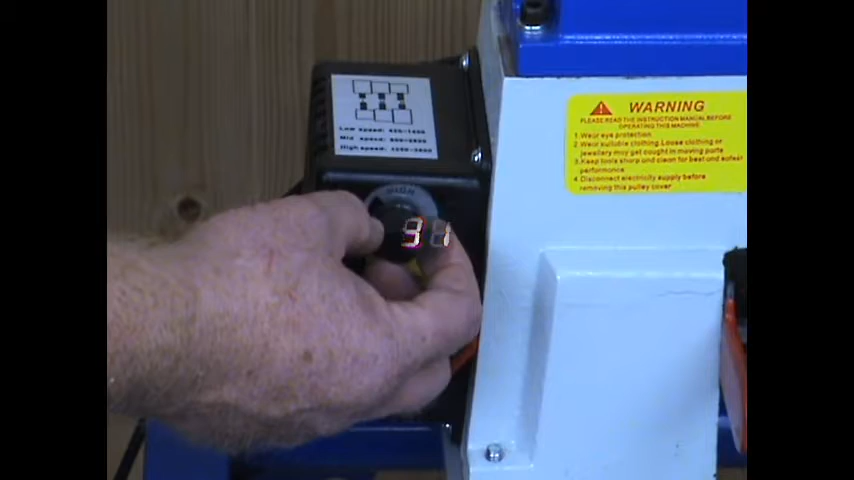 Low speed:
Mid speed:
High speed:
HIGH
WARNING
PLEASE READ THE INSTRUCTION MANUAL BEFORE
OPERATING THIS MACHINE
1. Wear eye protection
2 Wear suitable clothing. Loose clothing or
jewellery may get caught in moving parts
3. Keep tools sharp and clean for best and safest
performance
4 Disconnect electricity supply before
removing this pulley cover